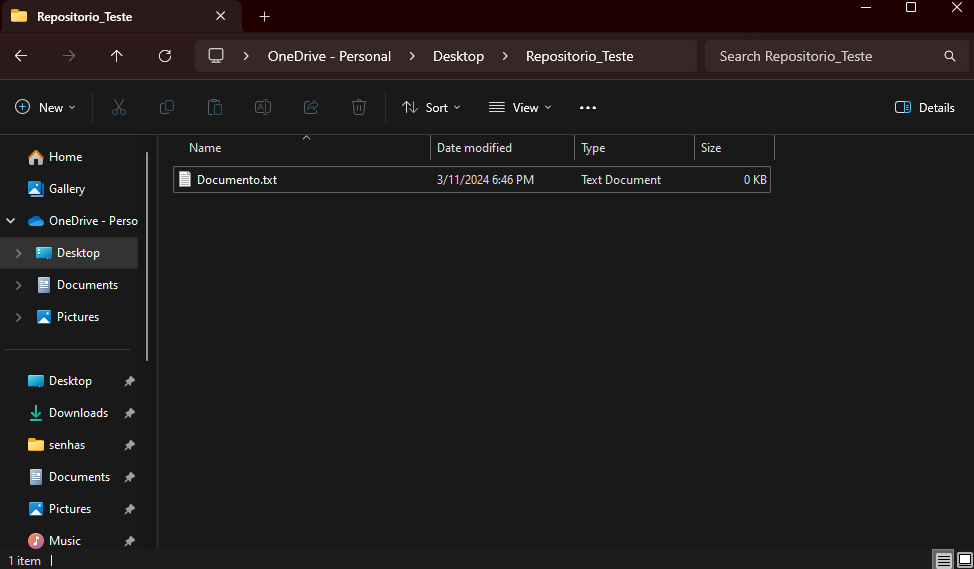 Repositorio_Teste
OneDrive - Personal > Desktop > Repositorio_Teste
Search Repositorio_Teste
New
Sort
View
Details
Home
Gallery
OneDrive - Perso
Desktop
Documents
Pictures
Desktop
Downloads
senhas
Documents
Pictures
Music
Name Date modified Type Size
Documento.txt 3/11/2024 6:46 PM Text Document 0 KB
1 item